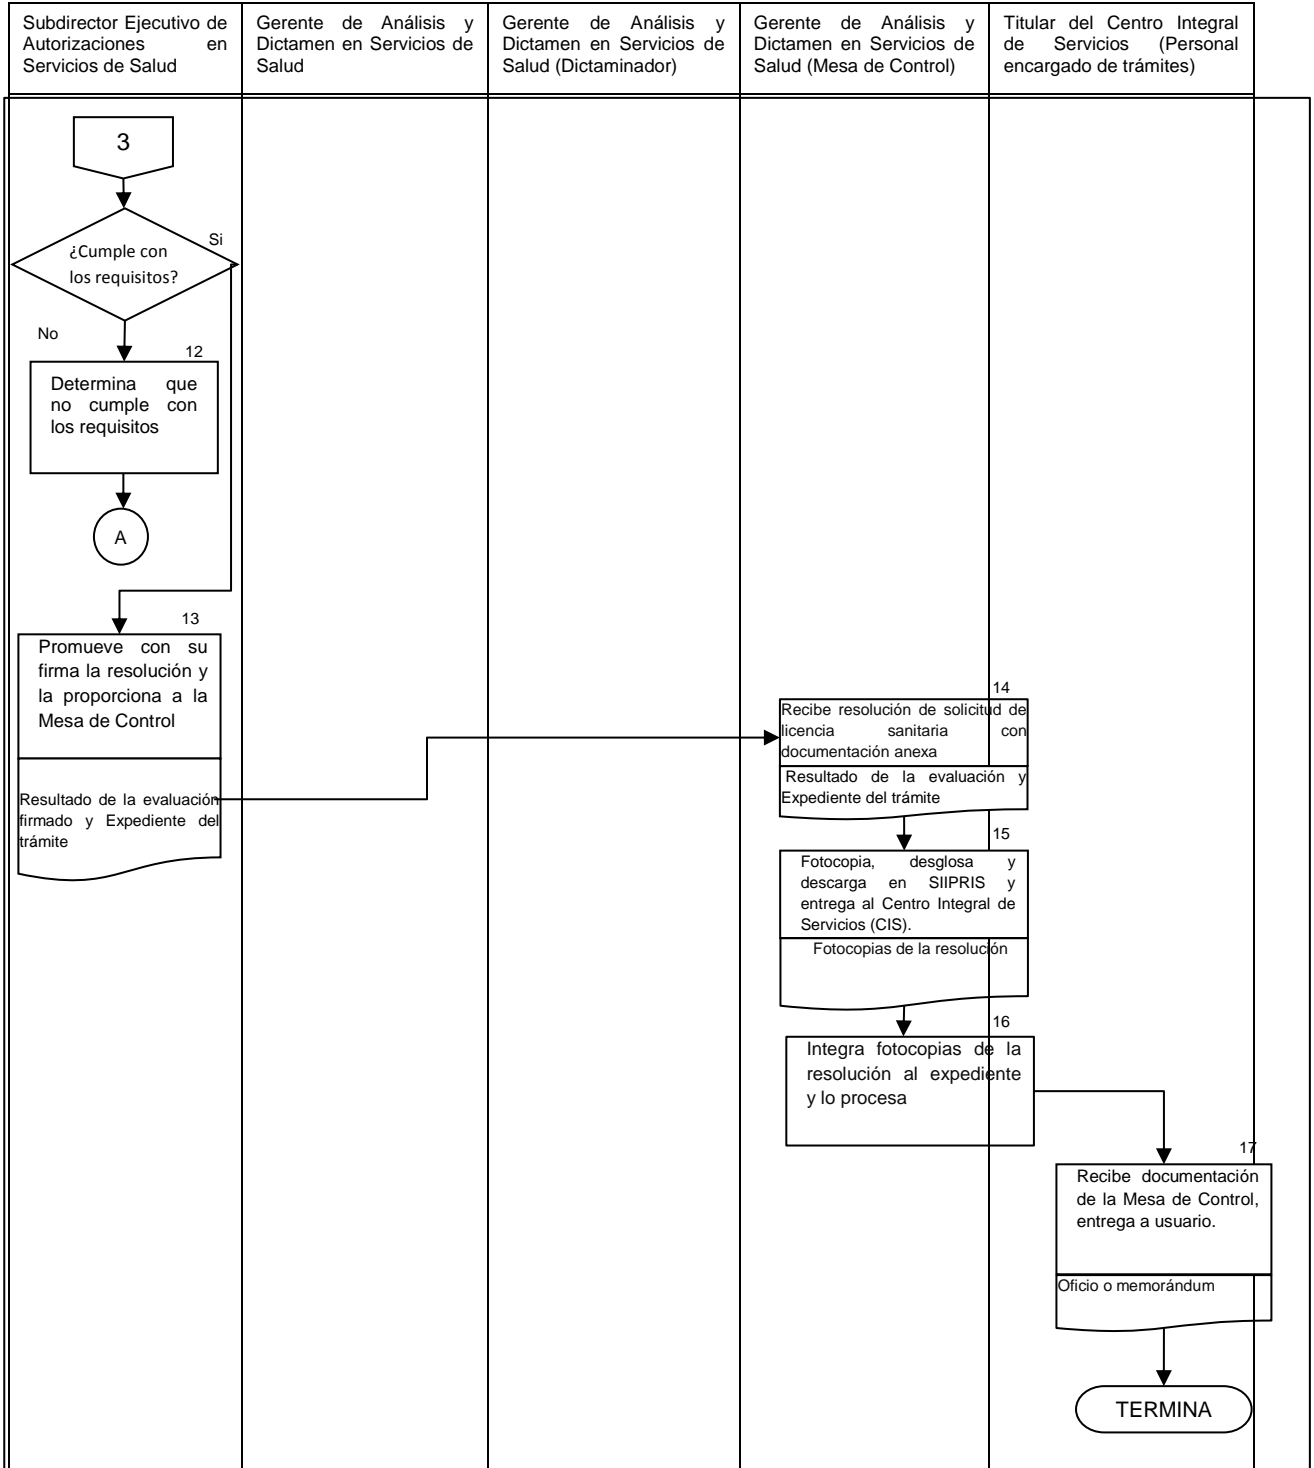 Subdirector Ejecutivo de
Autorizaciones en
Servicios de Salud
Gerente de Análisis y
Dictamen en Servicios de
Salud
Gerente de Análisis y
Dictamen en Servicios de
Salud (Dictaminador)
Gerente de Análisis y
Dictamen en Servicios de
Salud (Mesa de Control)
Titular del Centro Integral
de Servicios (Personal
encargado de trámites)
3
¿Cumple con
los requisitos?
Si
No
12
Determina que
no cumple con
los requisitos
A
13
Promueve con su
firma la resolución y
la proporciona a la
Mesa de Control
Resultado de la evaluación
firmado y Expediente del
trámite
14
Recibe resolución de solicitud de
licencia sanitaria con
documentación anexa
Resultado de la evaluación y
Expediente del trámite
15
Fotocopia, desglosa y
descarga en SIIPRIS y
entrega al Centro Integral de
Servicios (CIS).
Fotocopias de la resolución
16
Integra fotocopias de la
resolución al expediente
y lo procesa
17
Recibe documentación
de la Mesa de Control,
entrega a usuario.
Oficio o memorándum
TERMINA